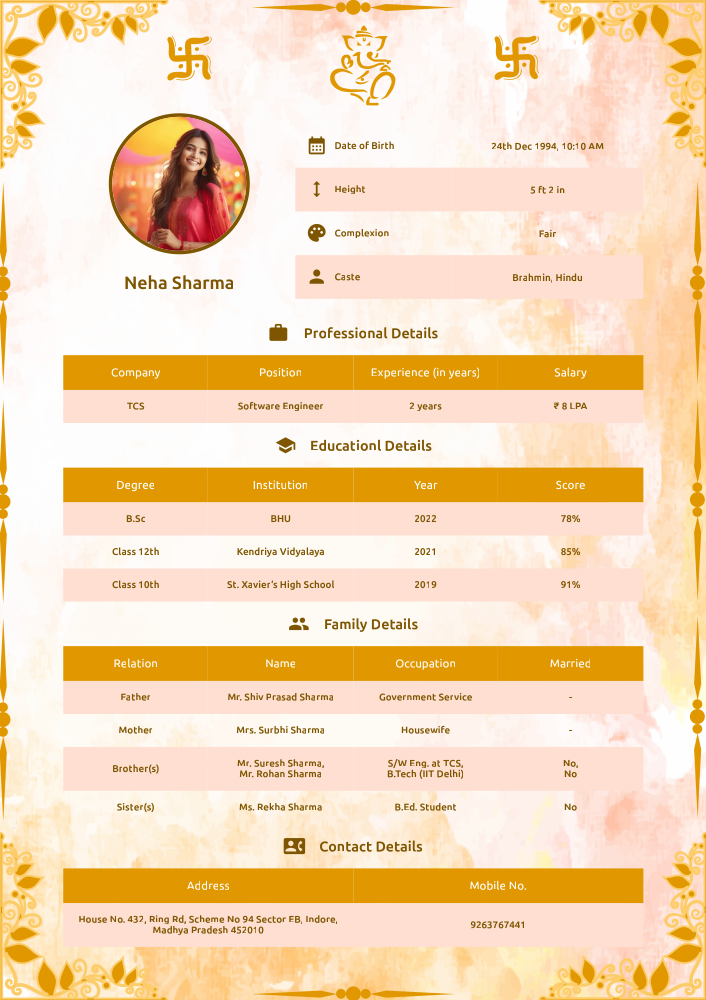 Date of Birth 24th Dec 1994, 10:10 AM
Height 5 ft 2 in
Complexion Fair
Caste Brahmin, Hindu
Neha Sharma
Professional Details
Company Position Experience (in years) Salary
TCS Software Engineer 2 years ₹ 8 LPA
Educationl Details
Degree Institution Year Score
B.Sc BHU 2022 78%
Class 12th Kendriya Vidyalaya 2021 85%
Class 10th St. Xavier's High School 2019 91%
Family Details
Relation Name Occupation Married
Father Mr. Shiv Prasad Sharma Government Service -
Mother Mrs. Surbhi Sharma Housewife -
Brother(s) Mr. Suresh Sharma, S/W Eng. at TCS, No,
Mr. Rohan Sharma B.Tech (IIT Delhi) No
Sister(s) Ms. Rekha Sharma B.Ed. Student No
Contact Details
Address Mobile No.
House No. 432, Ring Rd, Scheme No 94 Sector EB, Indore,
Madhya Pradesh 452010
9263767441